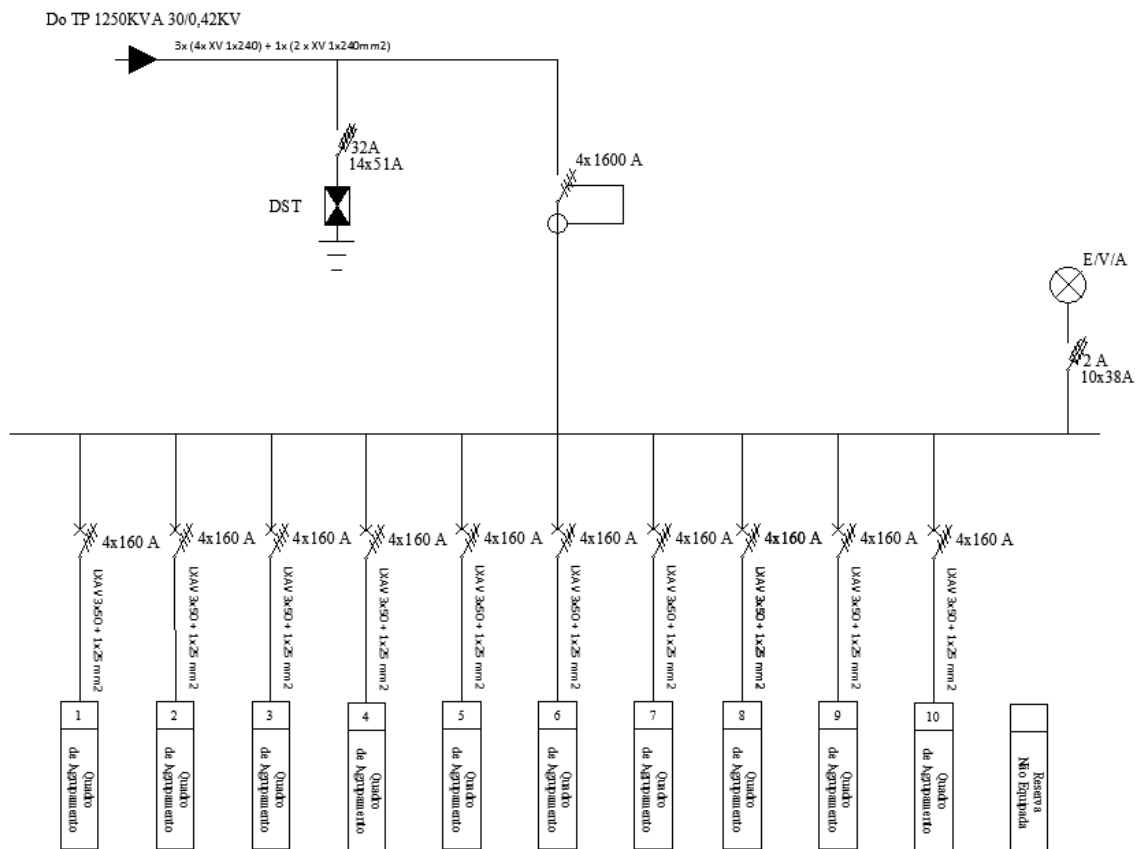 Do TP 1250KVA 30/0,42KV
3x (4x XV 1x240) + 1x (2 x XV 1x240mm2)
32A
14x51A
DST
4x 1600 A
E/V/A
2 A
10x38A
4x160 A
4x160 A
4x160 A
4x160 A
4x160 A
4x160 A
4x160 A
4x160 A
4x160 A
4x160 A
LXAV 3x50 + 1x25 mm2
LXAV 3x50 + 1x25 mm2
LXAV 3x50 + 1x25 mm2
LXAV 3x50 + 1x25 mm2
LXAV 3x50 + 1x25 mm2
LXAV 3x50 + 1x25 mm2
LXAV 3x50 + 1x25 mm2
LXAV 3x50 + 1x25 mm2
LXAV 3x50 + 1x25 mm2
LXAV 3x50 + 1x25 mm2
1
Quadro
de Agrupamento
2
Quadro
de Agrupamento
3
Quadro
de Agrupamento
4
Quadro
de Agrupamento
5
Quadro
de Agrupamento
6
Quadro
de Agrupamento
7
Quadro
de Agrupamento
8
Quadro
de Agrupamento
9
Quadro
de Agrupamento
10
Quadro
de Agrupamento
Reserva
Não Equipada